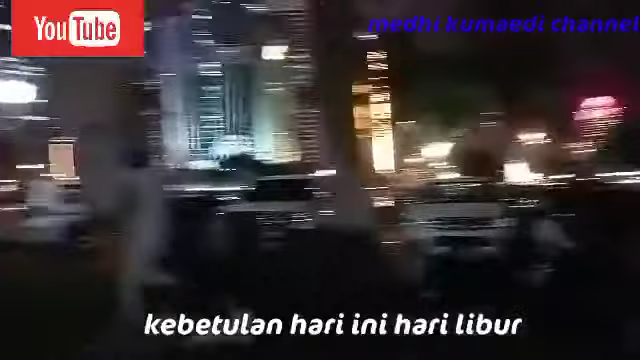 YouTube
medhi kumaedi channel
kebetulan hari ini hari libur